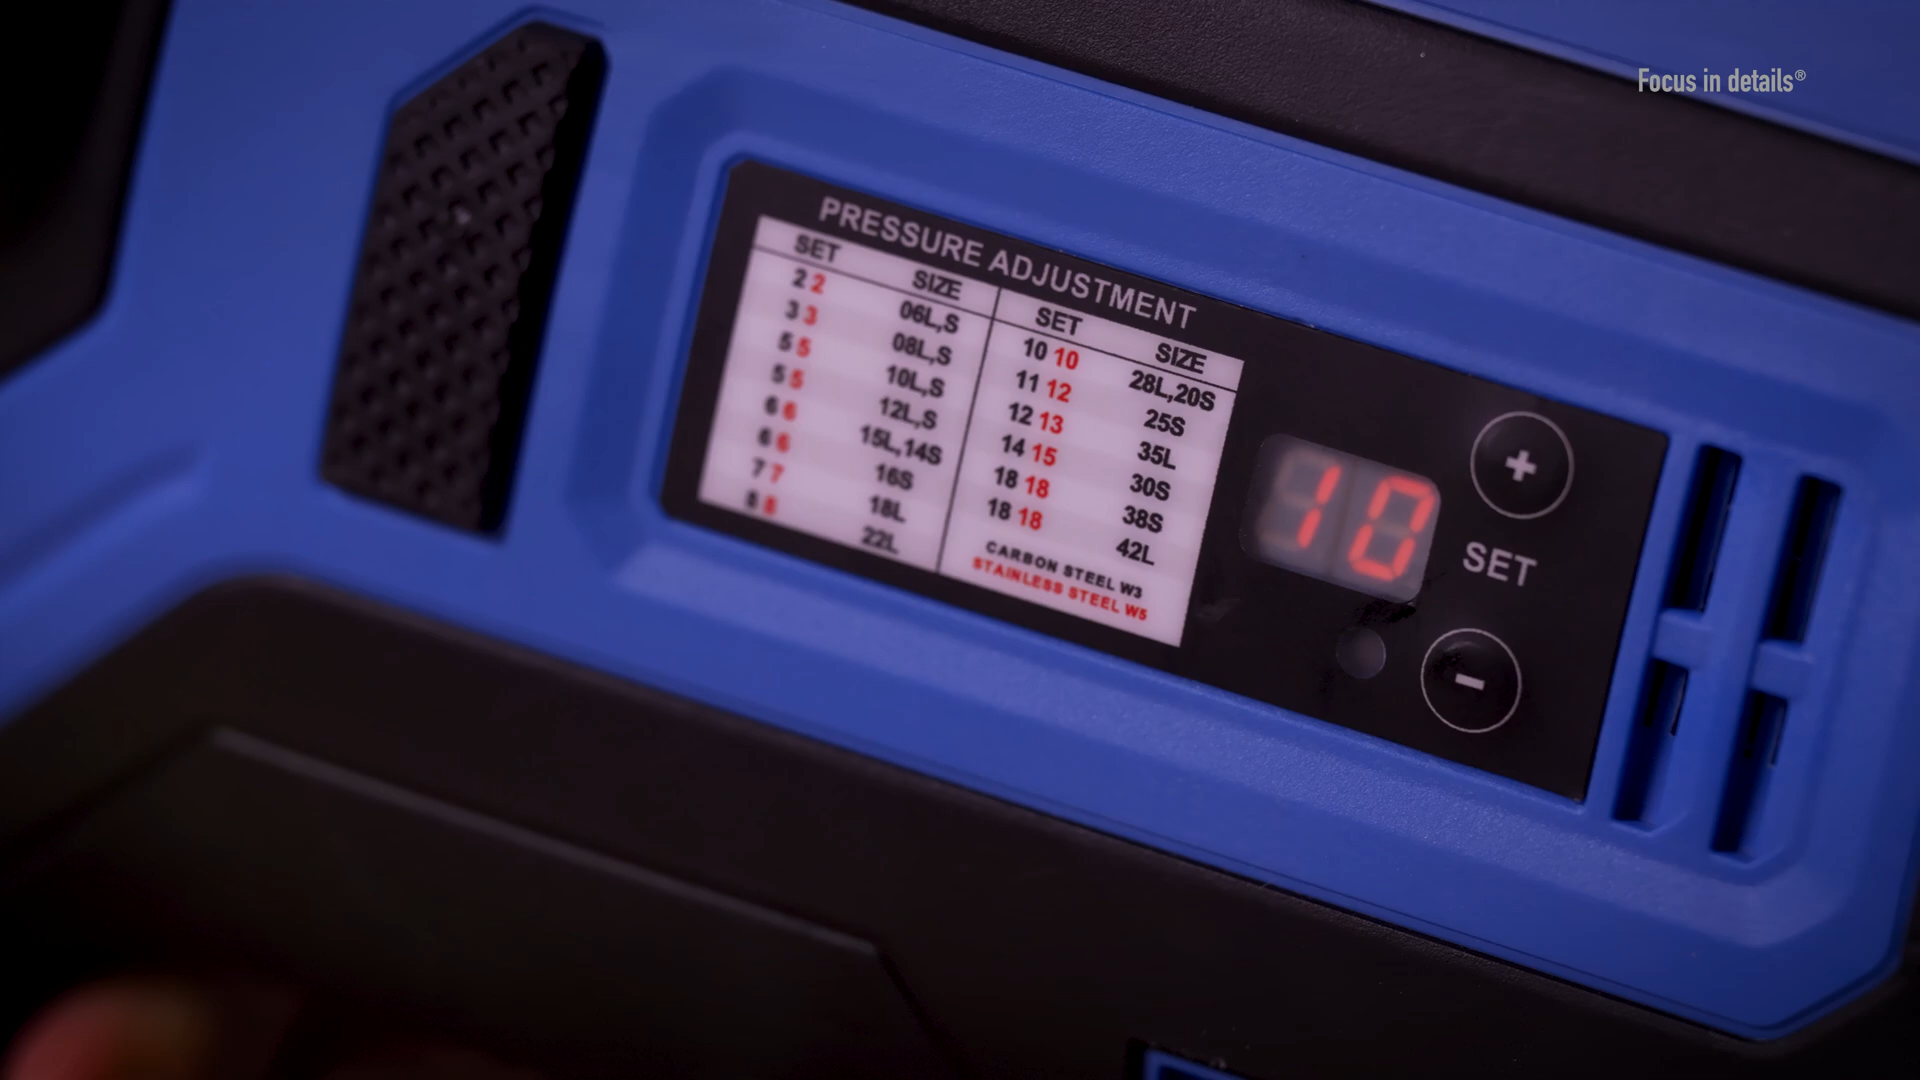 Focus in details®
PRESSURE ADJUSTMENT
SET SIZE SET SIZE
2 2 06L,S 10 10 28L,20S
3 3 08L,S 11 12 25S
5 5 10L,S 12 13 35L
5 5 12L,S 14 15 30S
6 6 15L,14S 18 18 38S
6 6 16S 18 18 42L
7 7 18L CARBON STEEL W3
8 8 22L STAINLESS STEEL W5
10
+
SET
-